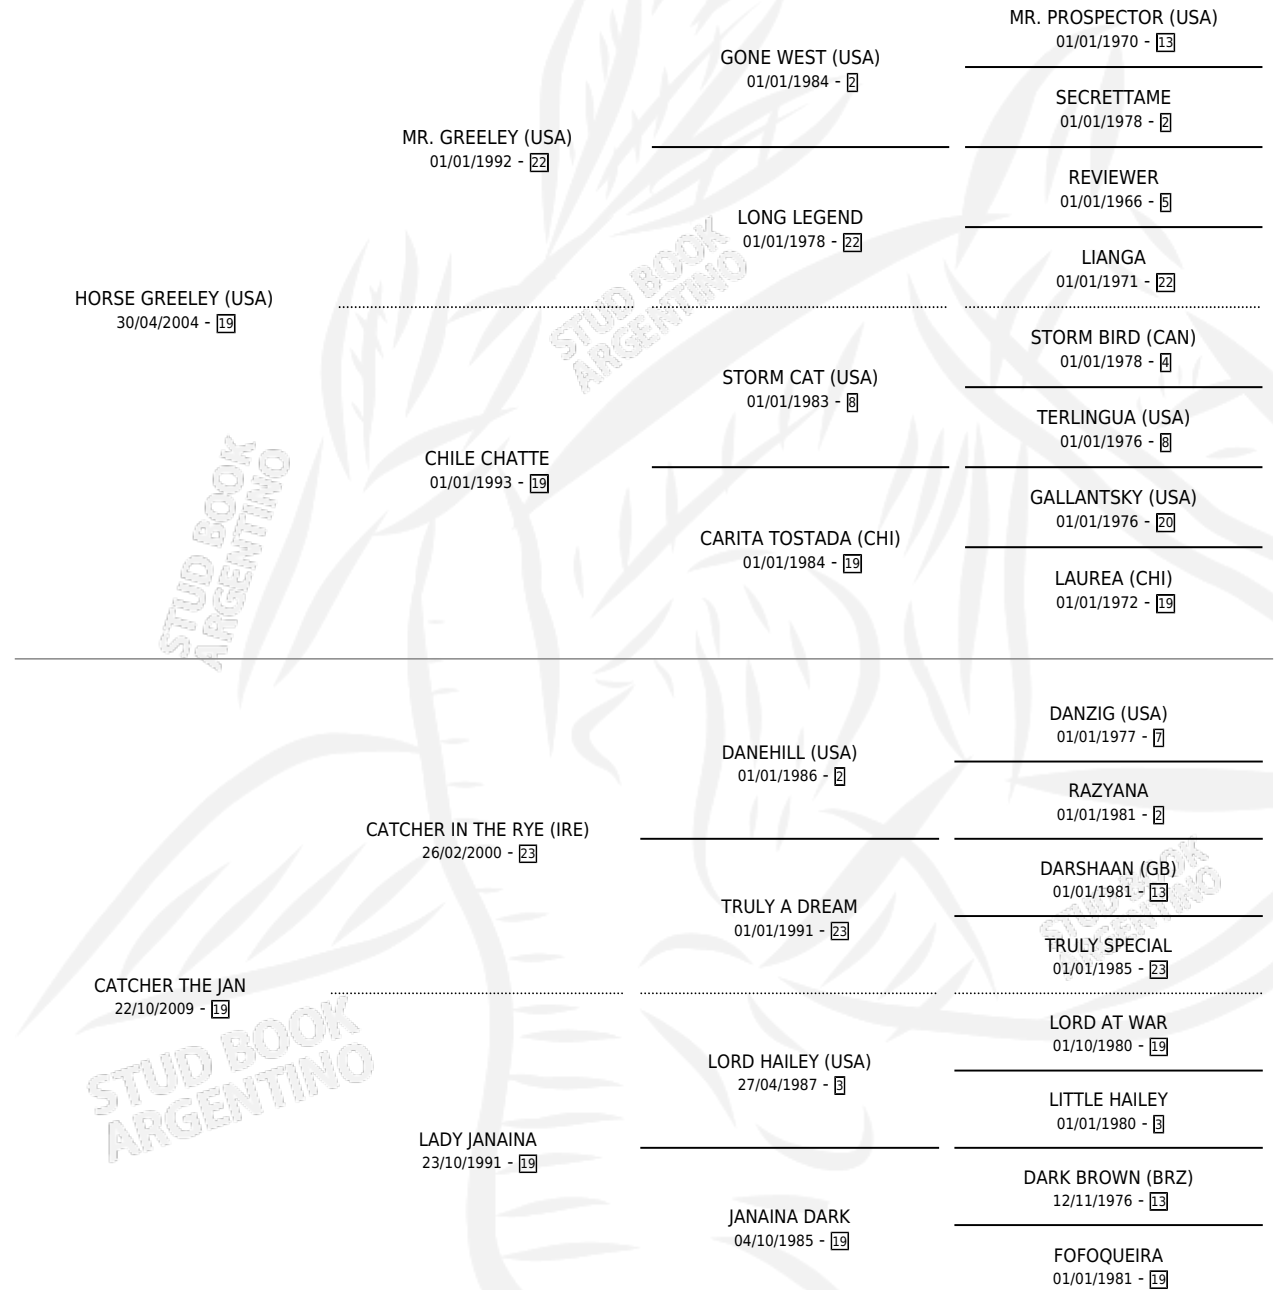 MR. PROSPECTOR (USA)
01/01/1970 - 13
GONE WEST (USA)
01/01/1984 - 2
SECRETTAME
01/01/1978 - 2
MR. GREELEY (USA)
01/01/1992 - 22
REVIEWER
01/01/1966 - 5
LONG LEGEND
01/01/1978 - 22
LIANGA
01/01/1971 - 22
HORSE GREELEY (USA)
30/04/2004 - 19
STUD BOOK
ARGENTINO
STORM BIRD (CAN)
01/01/1978 - 4
STORM CAT (USA)
01/01/1983 - 8
TERLINGUA (USA)
01/01/1976 - 8
CHILE CHATTE
01/01/1993 - 19
GALLANTSKY (USA)
01/01/1976 - 20
CARITA TOSTADA (CHI)
01/01/1984 - 19
LAUREA (CHI)
01/01/1972 - 19
STUD BOOK
ARGENTINO
DANZIG (USA)
01/01/1977 - 7
DANEHILL (USA)
01/01/1986 - 2
RAZYANA
01/01/1981 - 2
CATCHER IN THE RYE (IRE)
26/02/2000 - 23
DARSHAAN (GB)
01/01/1981 - 13
TRULY A DREAM
01/01/1991 - 23
STUD BOOK
ARGENTINO
TRULY SPECIAL
01/01/1985 - 23
CATCHER THE JAN
22/10/2009 - 19
LORD AT WAR
01/10/1980 - 19
LORD HAILEY (USA)
27/04/1987 - 3
STUD BOOK
ARGENTINO
LITTLE HAILEY
01/01/1980 - 3
LADY JANAINA
23/10/1991 - 19
DARK BROWN (BRZ)
12/11/1976 - 13
JANAINA DARK
04/10/1985 - 19
FOFOQUEIRA
01/01/1981 - 19